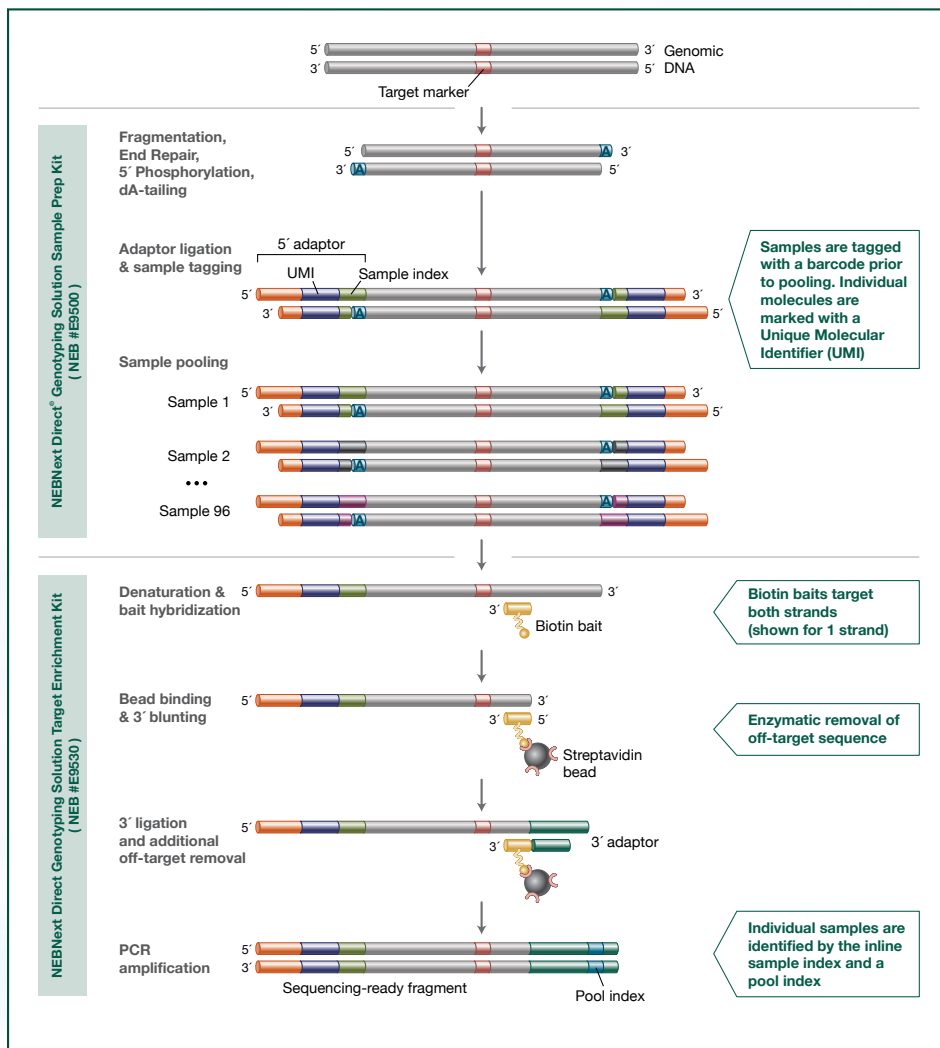 5´ 3´ Genomic
3´ 5´ DNA
Target marker
NEBNext Direct® Genotyping Solution Sample Prep Kit
( NEB #E9500)
Fragmentation,
End Repair,
5´ Phosphorylation,
dA-tailing
5´ A 3´
3´ A 5´
Adaptor ligation
& sample tagging
5´ adaptor
UMI Sample index
5´ A 3´
3´ A 5´
Samples are tagged
with a barcode prior
to pooling. Individual
molecules are
marked with a
Unique Molecular
Identifier (UMI)
Sample pooling
Sample 1
5´ A 3´
3´ A 5´
Sample 2
A
A
•••
Sample 96
A
A
NEBNext Direct Genotyping Solution Target Enrichment Kit
( NEB #E9530)
Denaturation &
bait hybridization
5´ 3´
3´
Biotin bait
Biotin baits target
both strands
(shown for 1 strand)
Bead binding
& 3´ blunting
5´ 3´
3´ 5´
Streptavidin
bead
Enzymatic removal of
off-target sequence
3´ ligation
and additional
off-target removal
5´
3´ 3´ adaptor
PCR
amplification
5´
3´
Sequencing-ready fragment
Pool index
Individual samples are
identified by the inline
sample index and a
pool index